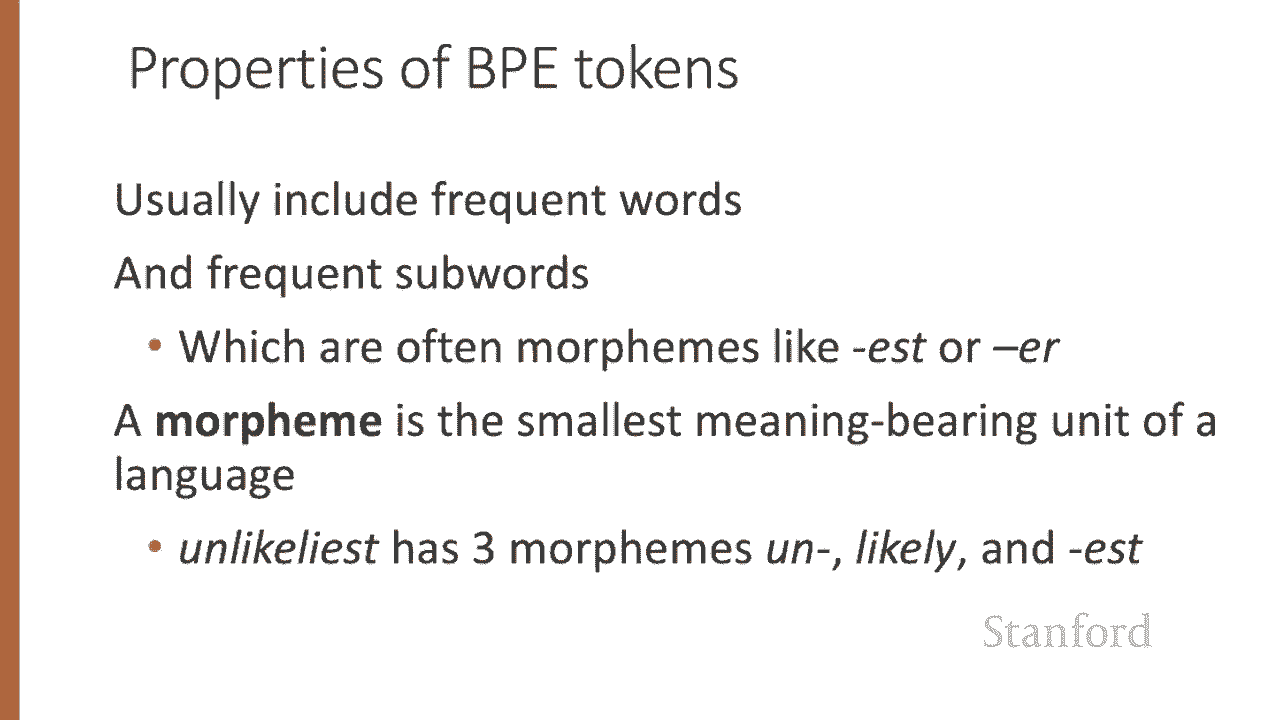 Properties of BPE tokens
Usually include frequent words
And frequent subwords
• Which are often morphemes like -est or –er
A morpheme is the smallest meaning-bearing unit of a
language
• unlikeliest has 3 morphemes un-, likely, and -est
Stanford